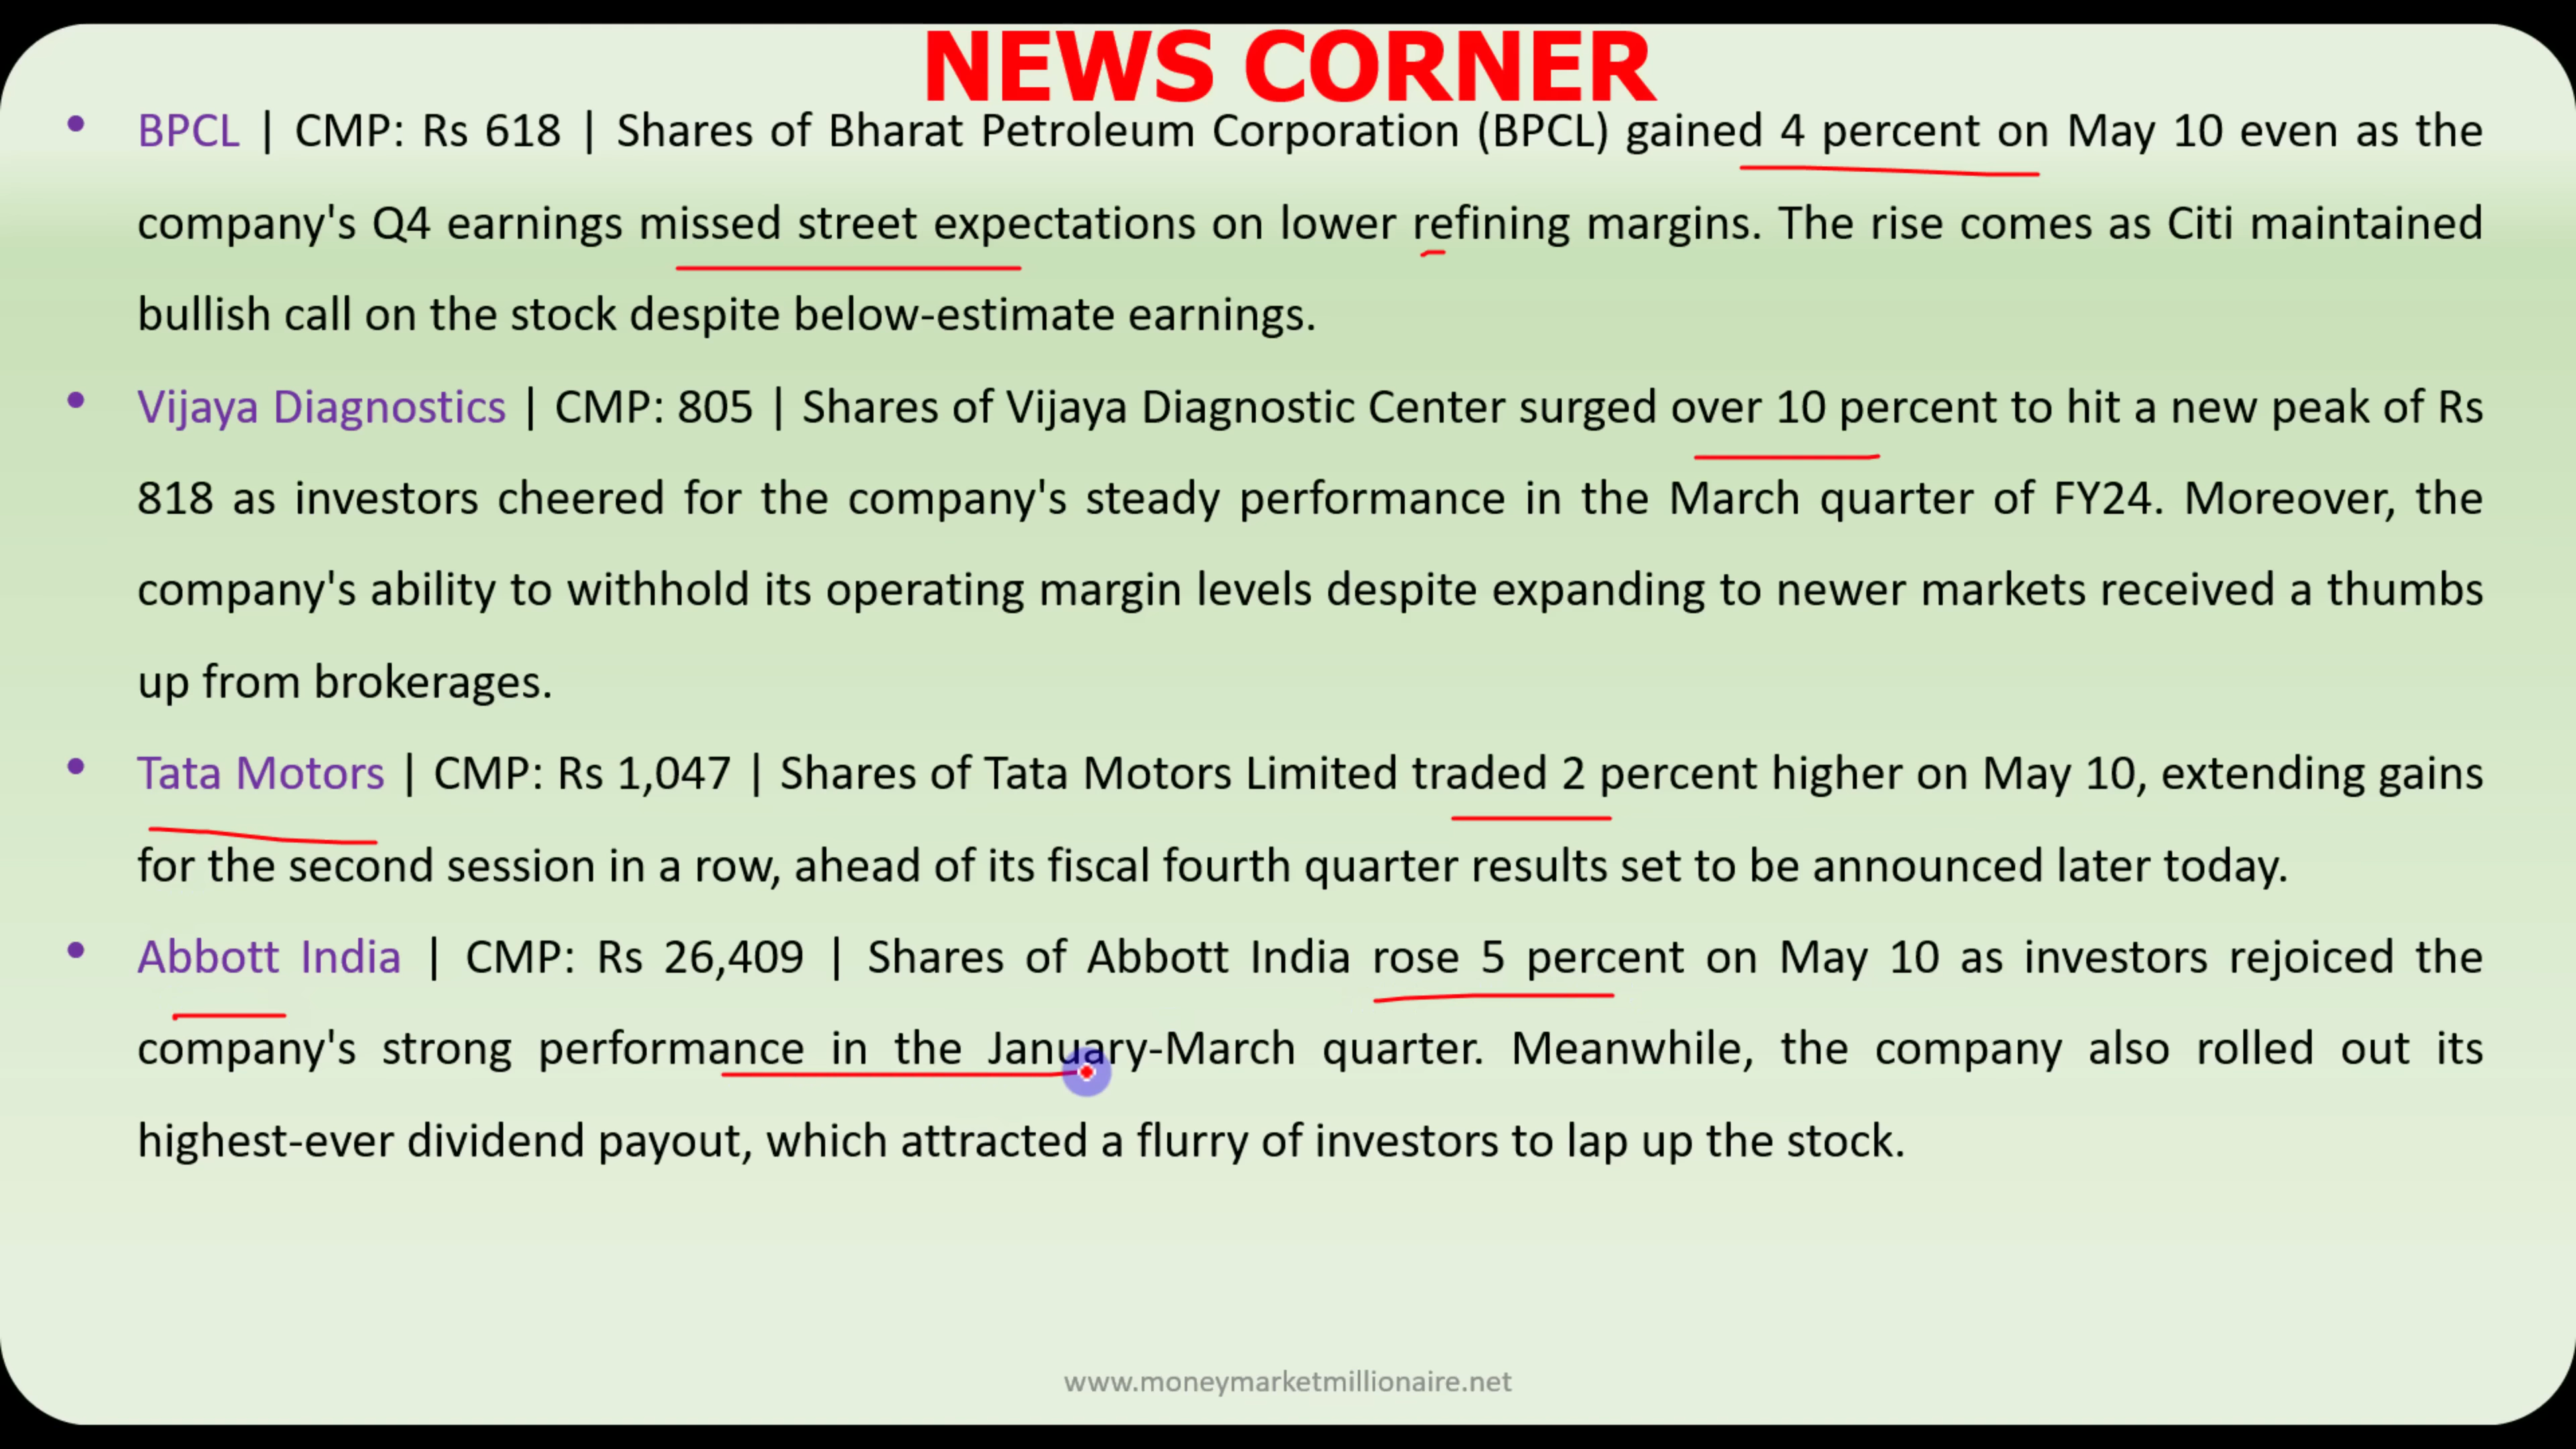 NEWS CORNER
• BPCL | CMP: Rs 618 | Shares of Bharat Petroleum Corporation (BPCL) gained 4 percent on May 10 even as the
company's Q4 earnings missed street expectations on lower refining margins. The rise comes as Citi maintained
bullish call on the stock despite below-estimate earnings.
• Vijaya Diagnostics | CMP: 805 | Shares of Vijaya Diagnostic Center surged over 10 percent to hit a new peak of Rs
818 as investors cheered for the company's steady performance in the March quarter of FY24. Moreover, the
company's ability to withhold its operating margin levels despite expanding to newer markets received a thumbs
up from brokerages.
• Tata Motors | CMP: Rs 1,047 | Shares of Tata Motors Limited traded 2 percent higher on May 10, extending gains
for the second session in a row, ahead of its fiscal fourth quarter results set to be announced later today.
• Abbott India | CMP: Rs 26,409 | Shares of Abbott India rose 5 percent on May 10 as investors rejoiced the
company's strong performance in the January-March quarter. Meanwhile, the company also rolled out its
highest-ever dividend payout, which attracted a flurry of investors to lap up the stock.
www.moneymarketmillionaire.net